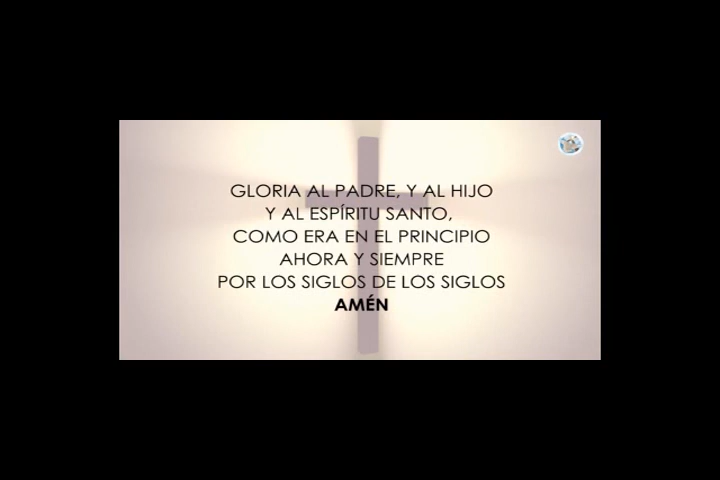 GLORIA AL PADRE, Y AL HIJO
Y AL ESPÍRITU SANTO,
COMO ERA EN EL PRINCIPIO
AHORA Y SIEMPRE
POR LOS SIGLOS DE LOS SIGLOS
AMÉN